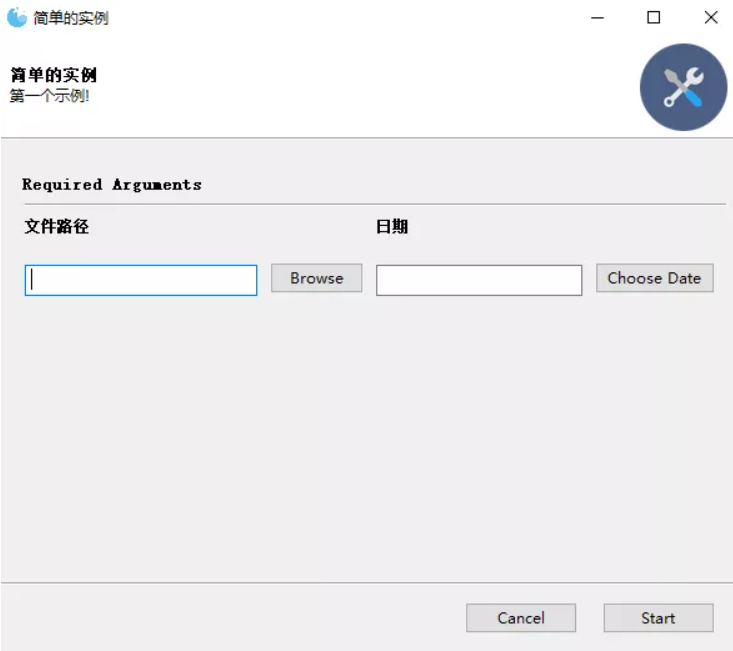 简单的实例
简单的实例
第一个示例!
Required Arguments
文件路径 日期
Browse Choose Date
Cancel Start